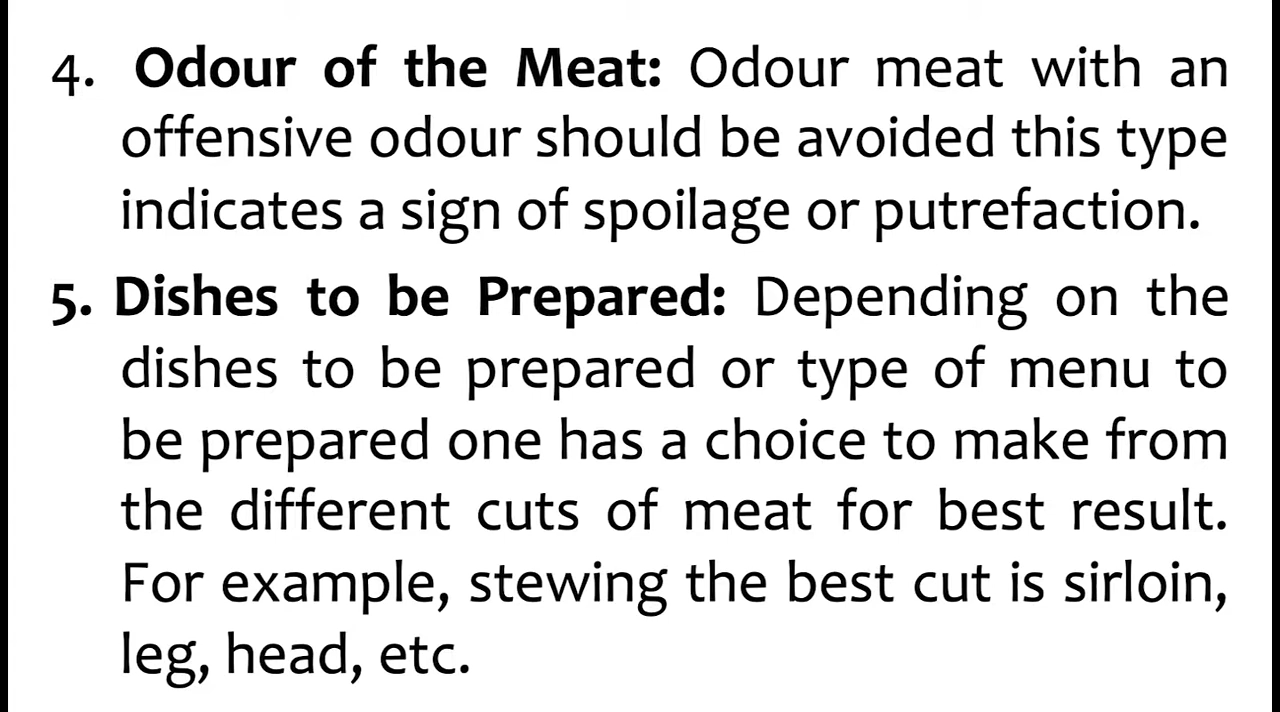 4. Odour of the Meat: Odour meat with an
offensive odour should be avoided this type
indicates a sign of spoilage or putrefaction.
5. Dishes to be Prepared: Depending on the
dishes to be prepared or type of menu to
be prepared one has a choice to make from
the different cuts of meat for best result.
For example, stewing the best cut is sirloin,
leg, head, etc.